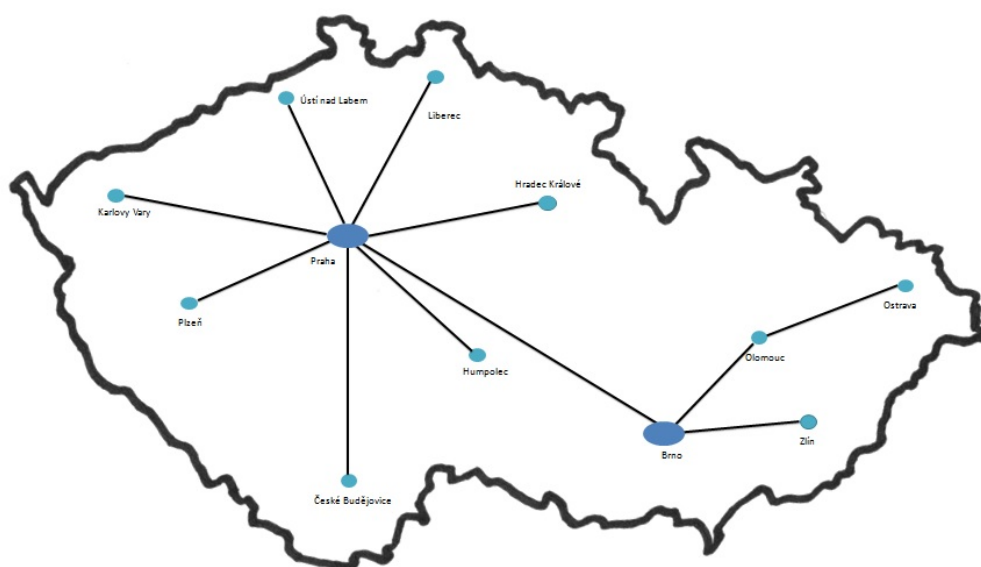 Ústí nad Labem
Liberec
Hradec Králové
Karlovy Vary
Praha
Ostrava
Plzeň
Olomouc
Humpolec
Zlín
Brno
České Budějovice